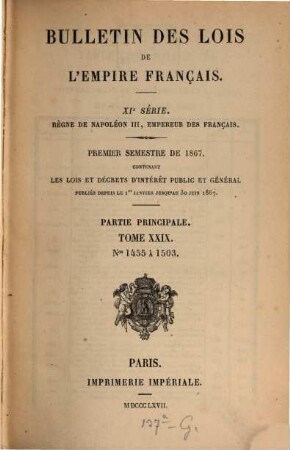 BULLETIN DES LOIS
DE
L'EMPIRE FRANÇAIS.
XIe SÉRIE.
RÈGNE DE NAPOLÉON III, EMPEREUR DES FRANÇAIS.
PREMIER SEMESTRE DE 1867,
CONTENANT
LES LOIS ET DÉCRETS D'INTÉRÊT PUBLIC ET GÉNÉRAL
PUBLIÉS DEPUIS LE 1er JANVIER JUSQU'AU 30 JUIN 1867.
PARTIE PRINCIPALE.
TOME XXIX.
Nos 1455 à 1503.
PARIS.
IMPRIMERIE IMPÉRIALE.
MDCCCLXVII.